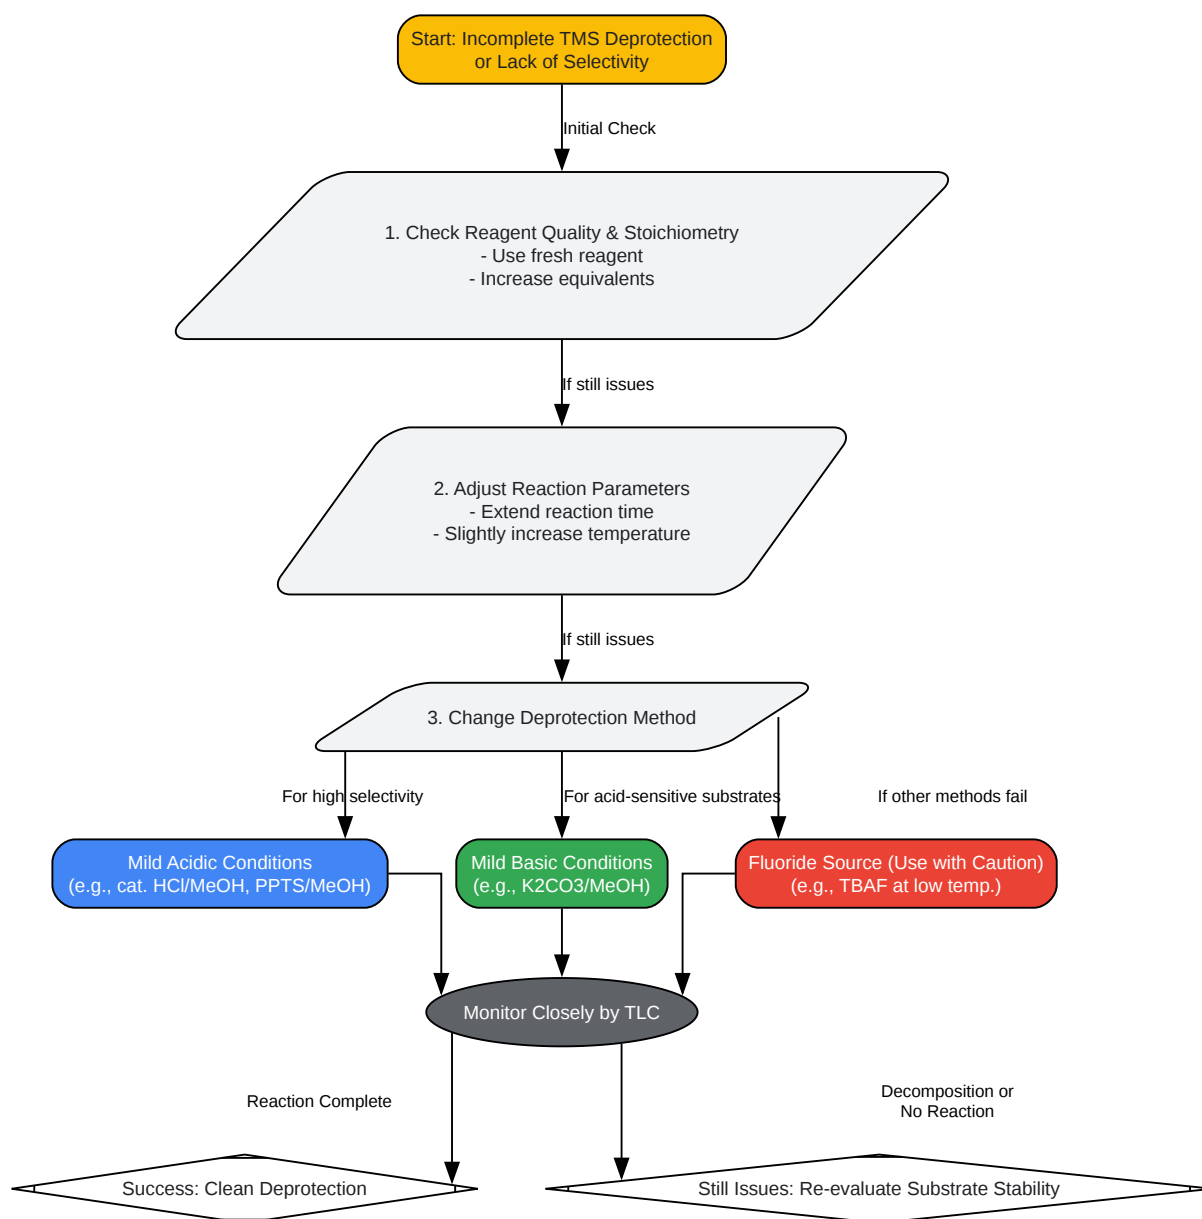 Start: Incomplete TMS Deprotection
or Lack of Selectivity
Initial Check
1. Check Reagent Quality & Stoichiometry
- Use fresh reagent
- Increase equivalents
If still issues
2. Adjust Reaction Parameters
- Extend reaction time
- Slightly increase temperature
If still issues
3. Change Deprotection Method
For high selectivity
For acid-sensitive substrates
If other methods fail
Mild Acidic Conditions
(e.g., cat. HCl/MeOH, PPTS/MeOH)
Mild Basic Conditions
(e.g., K2CO3/MeOH)
Fluoride Source (Use with Caution)
(e.g., TBAF at low temp.)
Monitor Closely by TLC
Reaction Complete
Decomposition or
No Reaction
Success: Clean Deprotection
Still Issues: Re-evaluate Substrate Stability